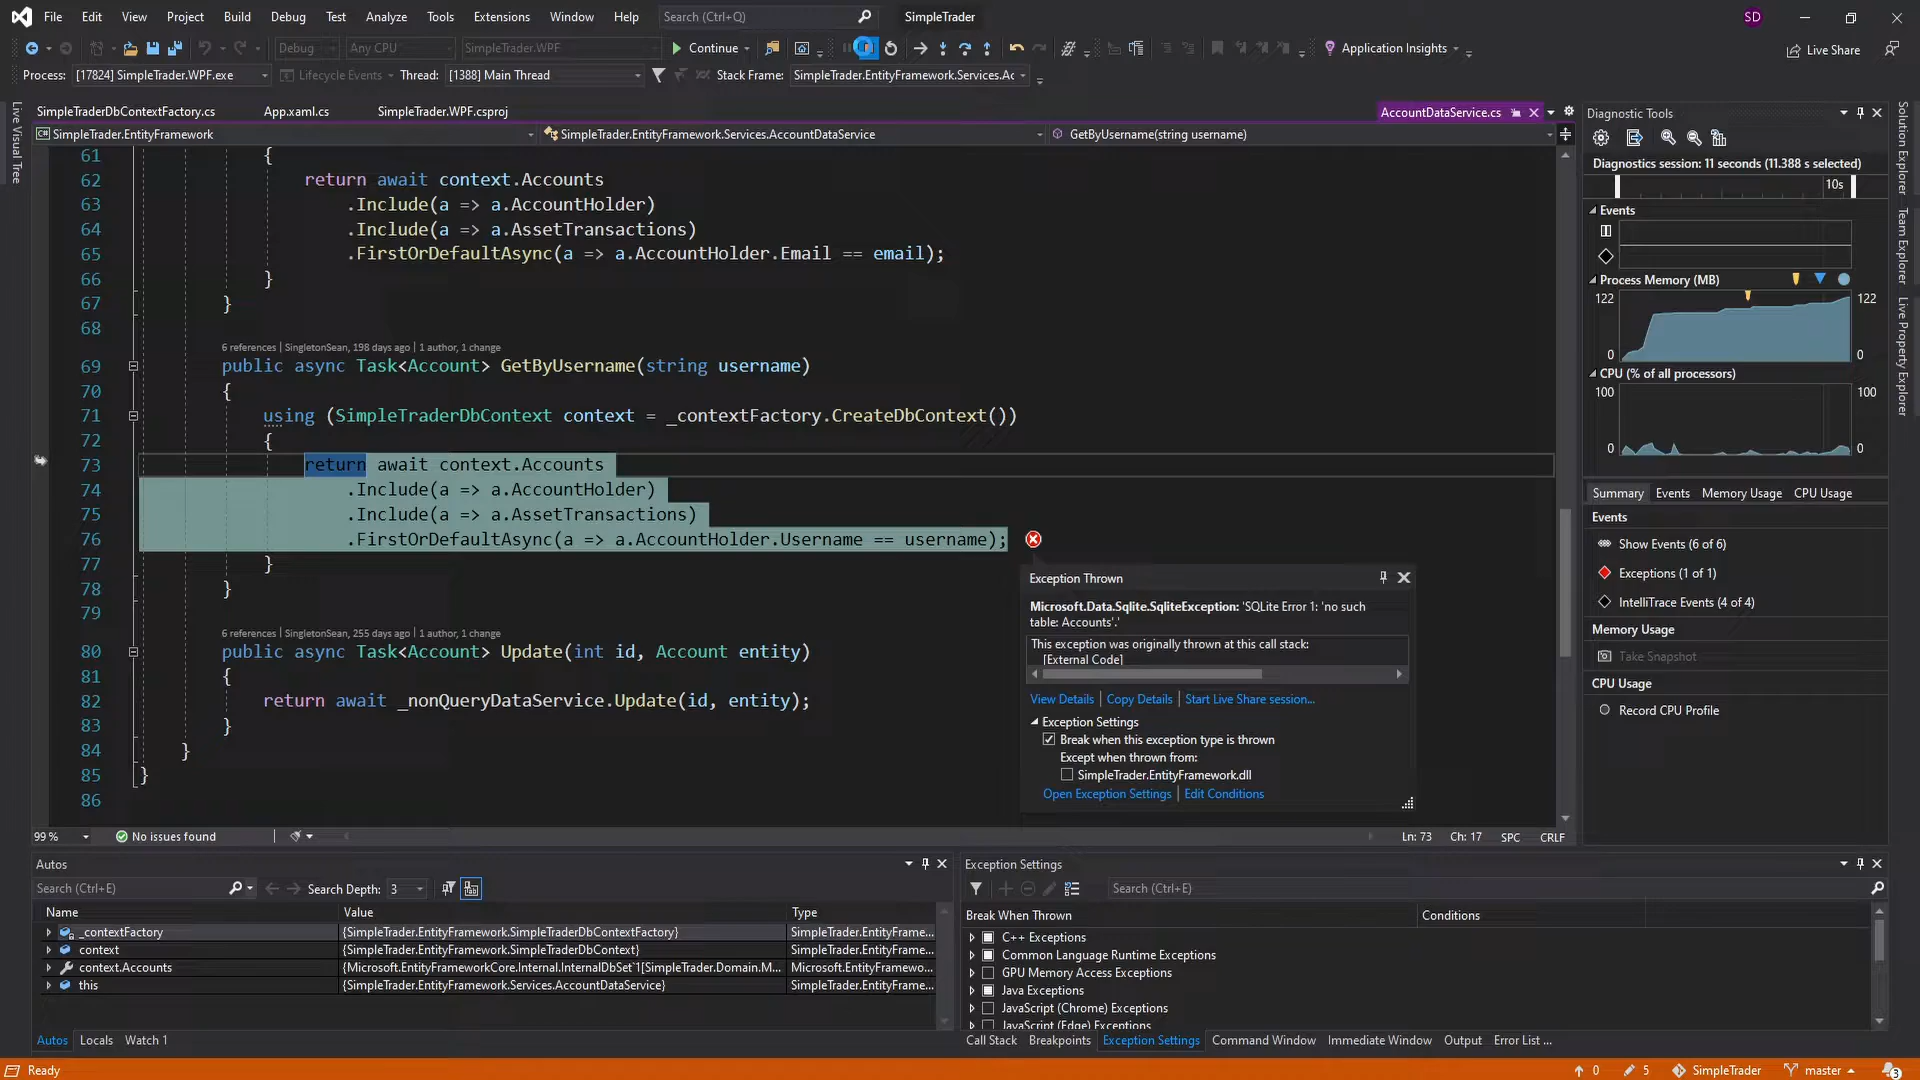 File Edit View Project Build Debug Test Analyze Tools Extensions Window Help Search (Ctrl+Q) SimpleTrader SD
Debug Any CPU SimpleTrader.WPF Continue Application Insights Live Share
Process: [17824] SimpleTrader.WPF.exe Lifecycle Events Thread: [1388] Main Thread Stack Frame: SimpleTrader.EntityFramework.Services.Ac
Live Visual Tree
SimpleTraderDbContextFactory.cs App.xaml.cs SimpleTrader.WPF.csproj AccountDataService.cs
SimpleTrader.EntityFramework SimpleTrader.EntityFramework.Services.AccountDataService GetByUsername(string username)
61 {
62 return await context.Accounts
63 .Include(a => a.AccountHolder)
64 .Include(a => a.AssetTransactions)
65 .FirstOrDefaultAsync(a => a.AccountHolder.Email == email);
66 }
67 }
68
6 references | SingletonSean, 198 days ago | 1 author, 1 change
69 public async Task<Account> GetByUsername(string username)
70 {
71 using (SimpleTraderDbContext context = _contextFactory.CreateDbContext())
72 {
73 return await context.Accounts
74 .Include(a => a.AccountHolder)
75 .Include(a => a.AssetTransactions)
76 .FirstOrDefaultAsync(a => a.AccountHolder.Username == username);
77 }
78 }
79
6 references | SingletonSean, 255 days ago | 1 author, 1 change
80 public async Task<Account> Update(int id, Account entity)
81 {
82 return await _nonQueryDataService.Update(id, entity);
83 }
84 }
85 }
86
Exception Thrown
Microsoft.Data.Sqlite.SqliteException: 'SQLite Error 1: 'no such
table: Accounts'.'
This exception was originally thrown at this call stack:
[External Code]
View Details | Copy Details | Start Live Share session...
Exception Settings
Break when this exception type is thrown
Except when thrown from:
SimpleTrader.EntityFramework.dll
Open Exception Settings | Edit Conditions
99 % No issues found Ln: 73 Ch: 17 SPC CRLF
Diagnostic Tools
Diagnostics session: 11 seconds (11.388 s selected)
10s
Events
Process Memory (MB)
122 122
0 0
CPU (% of all processors)
100 100
0 0
Summary Events Memory Usage CPU Usage
Events
Show Events (6 of 6)
Exceptions (1 of 1)
IntelliTrace Events (4 of 4)
Memory Usage
Take Snapshot
CPU Usage
Record CPU Profile
Solution Explorer
Team Explorer
Live Property Explorer
Autos
Search (Ctrl+E) Search Depth: 3
Name Value Type
_contextFactory {SimpleTrader.EntityFramework.SimpleTraderDbContextFactory} SimpleTrader.EntityFrame...
context {SimpleTrader.EntityFramework.SimpleTraderDbContext} SimpleTrader.EntityFrame...
context.Accounts {Microsoft.EntityFrameworkCore.Internal.InternalDbSet`1[SimpleTrader.Domain.M... Microsoft.EntityFramewo...
this {SimpleTrader.EntityFramework.Services.AccountDataService} SimpleTrader.EntityFrame...
Autos Locals Watch 1
Exception Settings
Search (Ctrl+E)
Break When Thrown Conditions
C++ Exceptions
Common Language Runtime Exceptions
GPU Memory Access Exceptions
Java Exceptions
JavaScript (Chrome) Exceptions
JavaScript (Edge) Exceptions
Call Stack Breakpoints Exception Settings Command Window Immediate Window Output Error List ...
Ready 0 5 SimpleTrader master 3